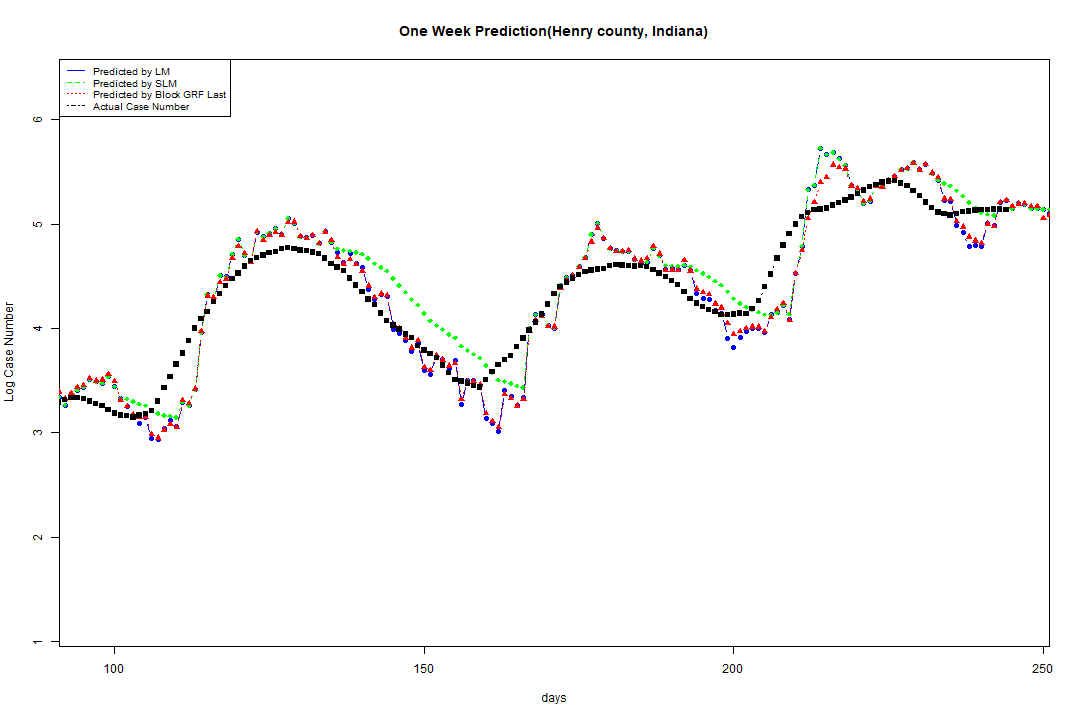 One Week Prediction(Henry county, Indiana)
Predicted by LM
Predicted by SLM
Predicted by Block GRF Last
Actual Case Number
6
5
4
3
2
1
Log Case Number
100
150
200
250
days